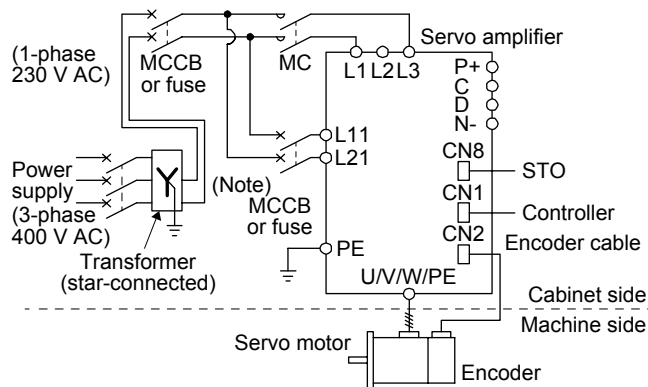 (1-phase
230 V AC)
MCCB
or fuse
MC
Servo amplifier
L1 L2 L3
P+
C
D
N-
L11
L21
CN8
STO
CN1
Controller
CN2
Encoder cable
Power
supply
(3-phase
400 V AC)
(Note)
MCCB
or fuse
Transformer
(star-connected)
PE
U/V/W/PE
Cabinet side
Machine side
Servo motor
Encoder